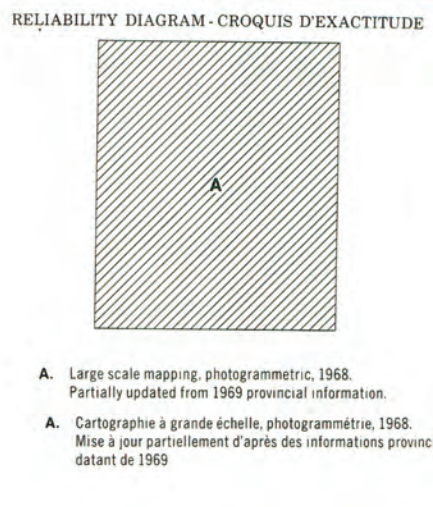 RELIABILITY DIAGRAM - CROQUIS D'EXACTITUDE
A
A. Large scale mapping, photogrammetric, 1968.
Partially updated from 1969 provincial information.
A. Cartographie à grande échelle, photogrammétrie, 1968.
Mise à jour partiellement d'après des informations provinc
datant de 1969